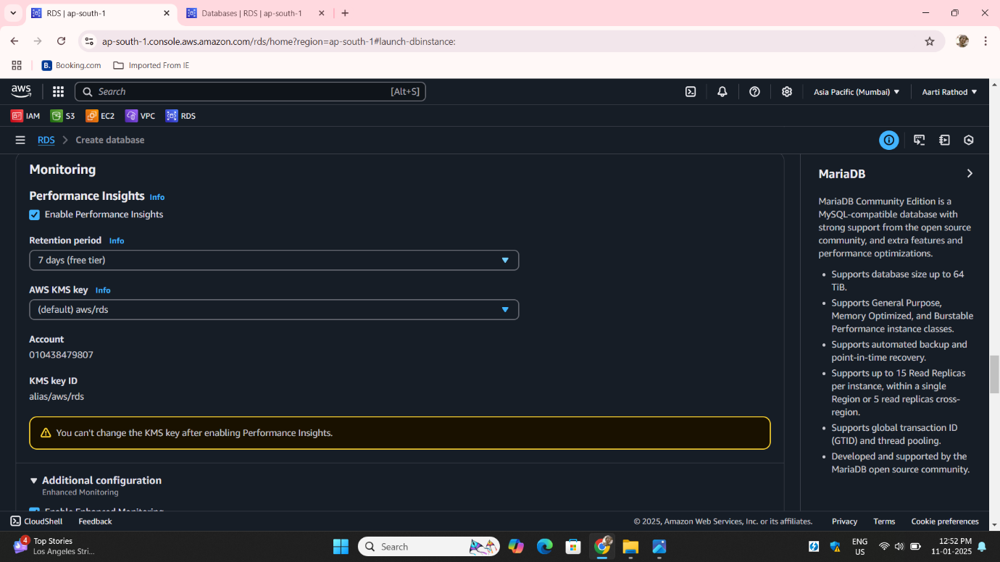 RDS | ap-south-1
Databases | RDS | ap-south-1
ap-south-1.console.aws.amazon.com/rds/home?region=ap-south-1#launch-dbinstance:
B. Booking.com
Imported From IE
aws
Search
[Alt+S]
Asia Pacific (Mumbai)
Aarti Rathod
IAM
S3
EC2
VPC
RDS
RDS
Create database
Monitoring
Performance Insights Info
Enable Performance Insights
Retention period Info
7 days (free tier)
AWS KMS key Info
(default) aws/rds
Account
010438479807
KMS key ID
alias/aws/rds
You can't change the KMS key after enabling Performance Insights.
Additional configuration
Enhanced Monitoring
Enable Enhanced Monitoring
MariaDB
MariaDB Community Edition is a
MySQL-compatible database with
strong support from the open source
community, and extra features and
performance optimizations.
• Supports database size up to 64
TiB.
• Supports General Purpose,
Memory Optimized, and Burstable
Performance instance classes.
• Supports automated backup and
point-in-time recovery.
• Supports up to 15 Read Replicas
per instance, within a single
Region or 5 read replicas cross-
region.
• Supports global transaction ID
(GTID) and thread pooling.
• Developed and supported by the
MariaDB open source community.
CloudShell
Feedback
© 2025, Amazon Web Services, Inc. or its affiliates.
Privacy
Terms
Cookie preferences
4
Top Stories
Los Angeles Stri...
Search
ENG
US
12:52 PM
11-01-2025